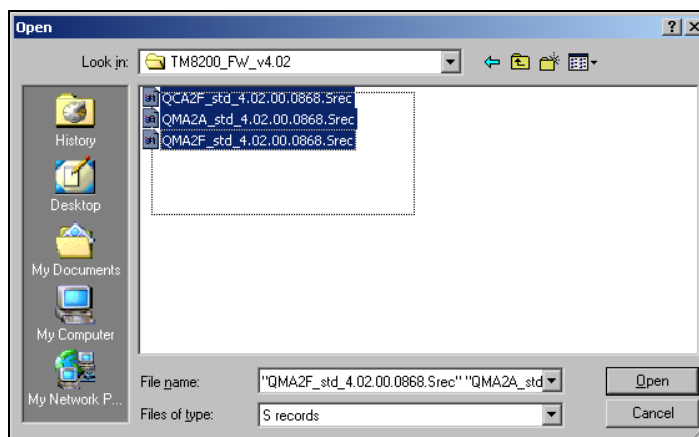 Open
Look in: TM8200_FW_v4.02
QCA2F_std_4.02.00.0868.Srec
QMA2A_std_4.02.00.0868.Srec
QMA2F_std_4.02.00.0868.Srec
History
Desktop
My Documents
My Computer
My Network P...
File name: "QMA2F_std_4.02.00.0868.Srec" "QMA2A_std
Open
Files of type: S records
Cancel